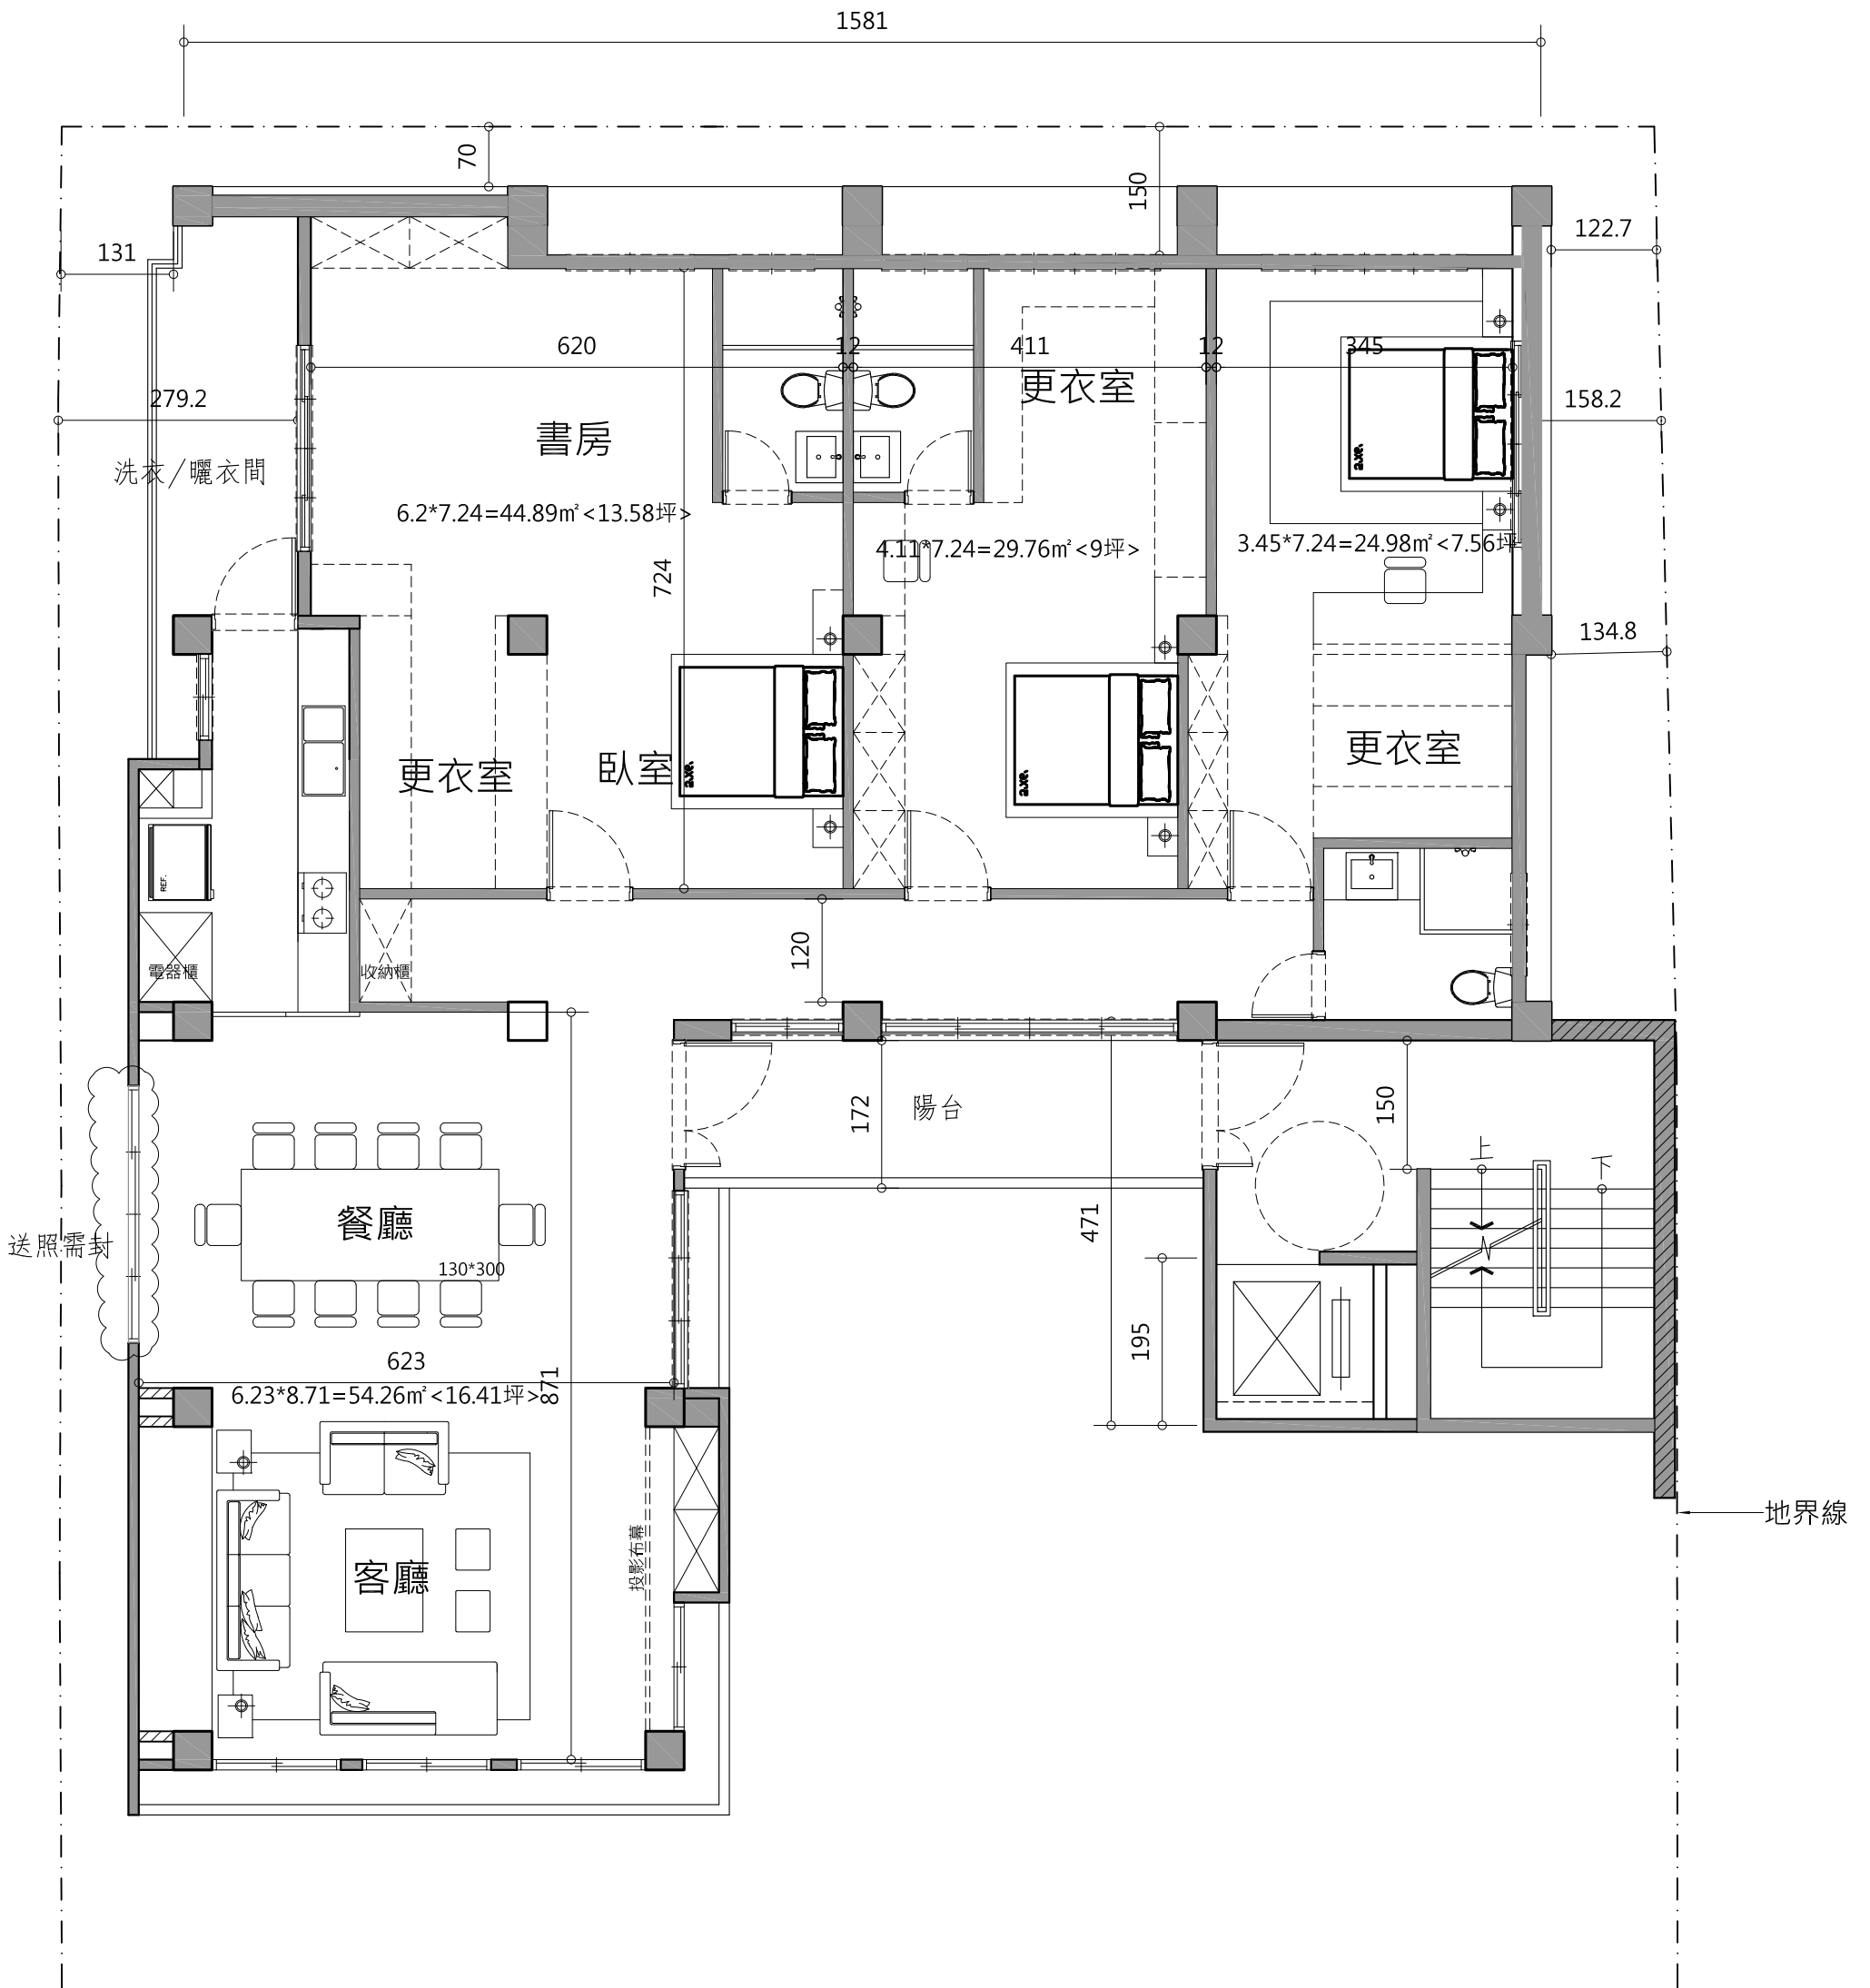 1581
70
150
131
122.7
620
12
411
12
345
更衣室
279.2
158.2
書房
洗衣/曬衣間
6.2*7.24=44.89㎡<13.58坪>
4.11*7.24=29.76㎡<9坪>
3.45*7.24=24.98㎡<7.56坪
724
134.8
更衣室
臥室
更衣室
REF.
電器櫃
收納櫃
120
172
陽台
150
上
下
471
餐廳
130*300
送照需封
195
623
6.23*8.71=54.26㎡<16.41坪>
871
地界線
投影布幕
客廳